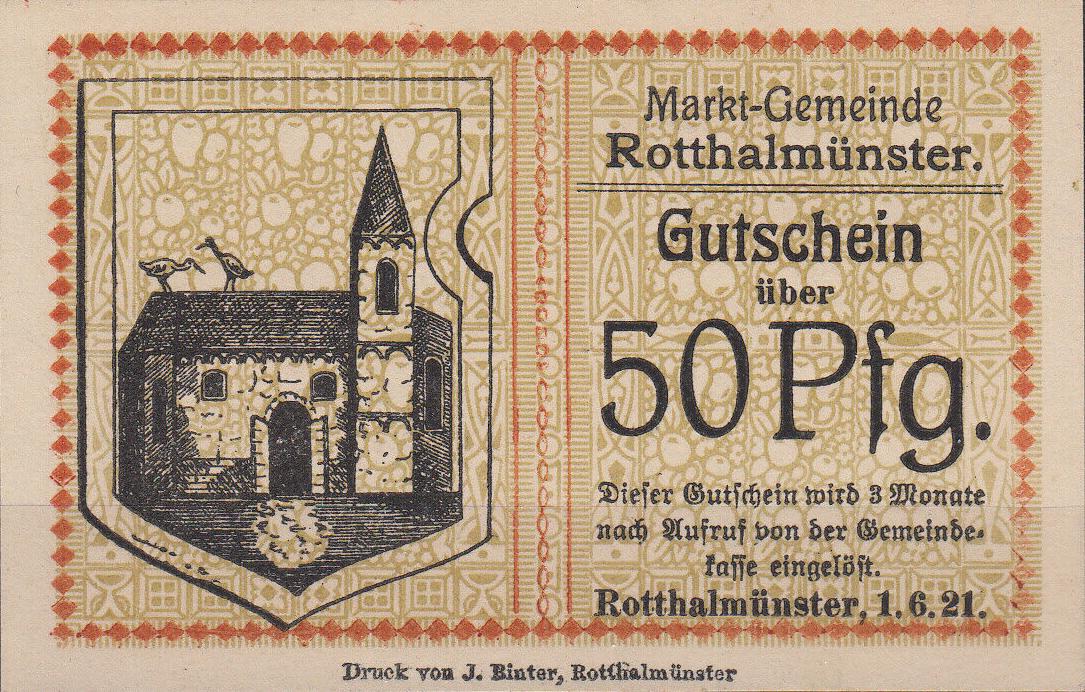 Markt-Gemeinde
Rotthalmünster.
Gutschein
über
50 Pfg.
Dieser Gutschein wird 3 Monate
nach Aufruf von der Gemeinde-
kasse eingelöst.
Rotthalmünster, 1. 6. 21.
Druck von J. Binter, Rotthalmünster